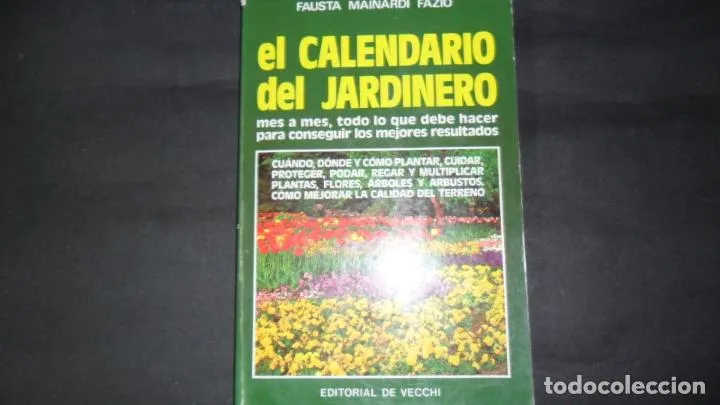 FAUSTA MAINARDI FAZIO
el CALENDARIO
del JARDINERO
mes a mes, todo lo que debe hacer
para conseguir los mejores resultados
CUÁNDO, DÓNDE Y CÓMO PLANTAR, CUIDAR,
PROTEGER, PODAR, REGAR Y MULTIPLICAR
PLANTAS, FLORES, ÁRBOLES Y ARBUSTOS.
CÓMO MEJORAR LA CALIDAD DEL TERRENO
EDITORIAL DE VECCHI
todocoleccion